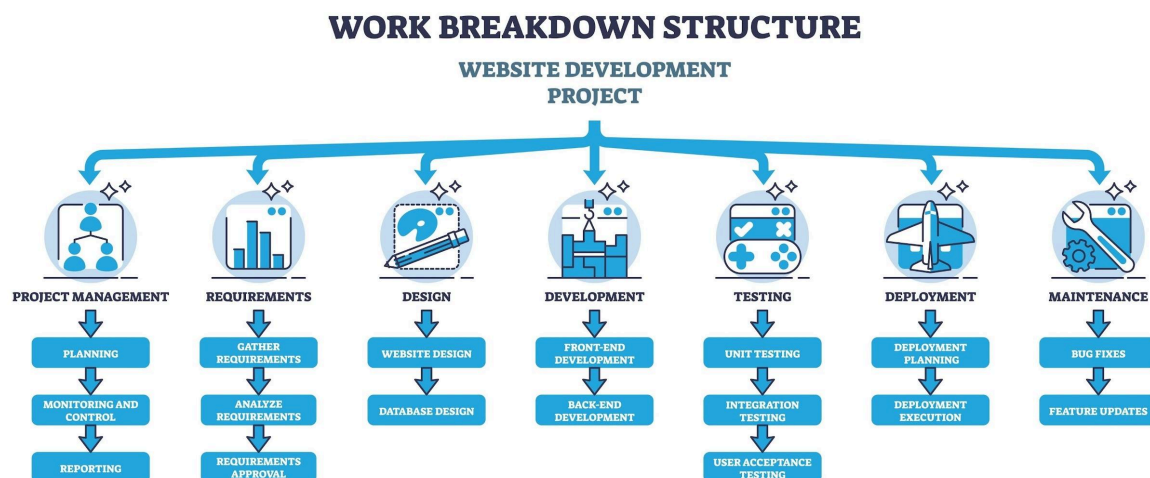 WORK BREAKDOWN STRUCTURE
WEBSITE DEVELOPMENT
PROJECT
PROJECT MANAGEMENT
PLANNING
MONITORING AND
CONTROL
REPORTING
REQUIREMENTS
GATHER
REQUIREMENTS
ANALYZE
REQUIREMENTS
REQUIREMENTS
APPROVAL
DESIGN
WEBSITE DESIGN
DATABASE DESIGN
DEVELOPMENT
FRONT-END
DEVELOPMENT
BACK-END
DEVELOPMENT
TESTING
UNIT TESTING
INTEGRATION
TESTING
USER ACCEPTANCE
TESTING
DEPLOYMENT
DEPLOYMENT
PLANNING
DEPLOYMENT
EXECUTION
MAINTENANCE
BUG FIXES
FEATURE UPDATES